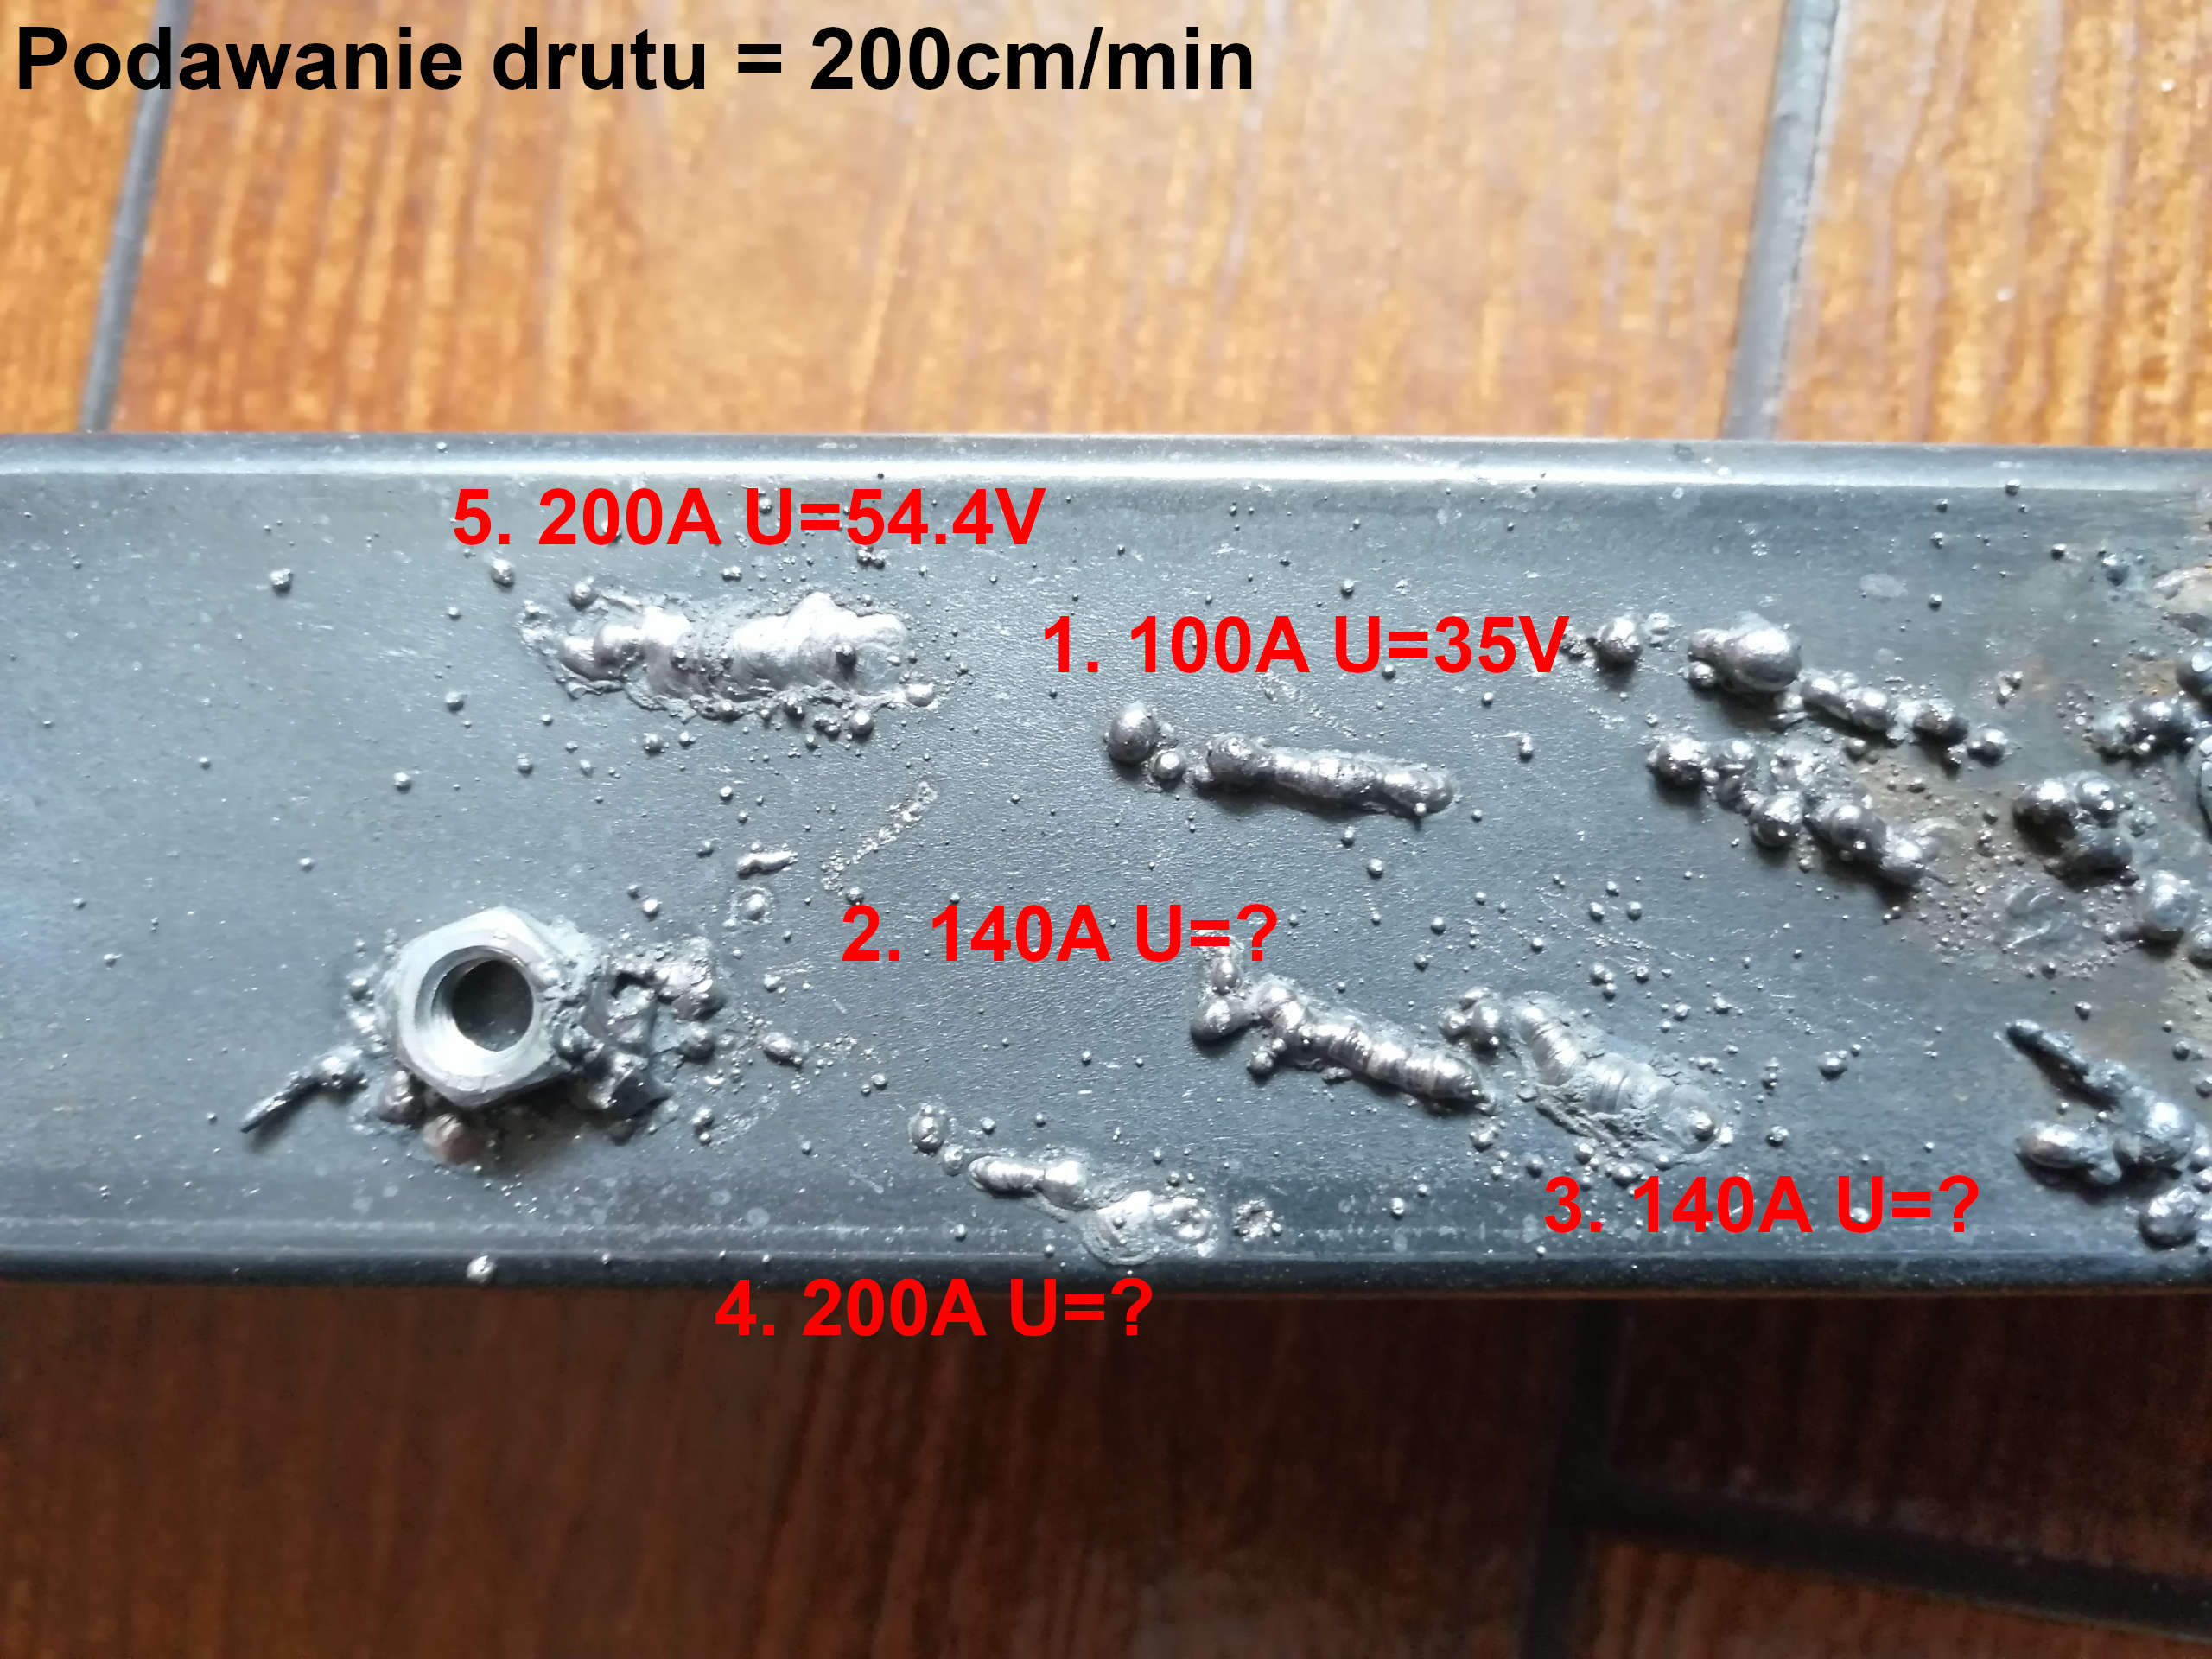 Podawanie drutu = 200cm/min
5. 200A U=54.4V
1. 100A U=35V
2. 140A U=?
3. 140A U=?
4. 200A U=?